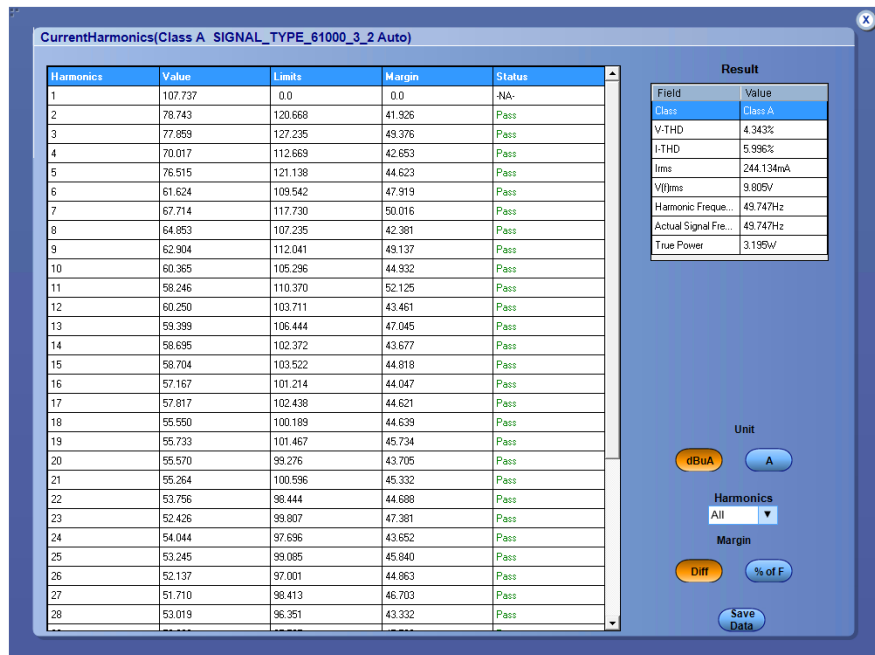 X
CurrentHarmonics(Class A SIGNAL_TYPE_61000_3_2 Auto)
Harmonics Value Limits Margin Status
1 107.737 0.0 0.0 -NA-
2 78.743 120.668 41.926 Pass
3 77.859 127.235 49.376 Pass
4 70.017 112.669 42.653 Pass
5 76.515 121.138 44.623 Pass
6 61.624 109.542 47.919 Pass
7 67.714 117.730 50.016 Pass
8 64.853 107.235 42.381 Pass
9 62.904 112.041 49.137 Pass
10 60.365 105.296 44.932 Pass
11 58.246 110.370 52.125 Pass
12 60.250 103.711 43.461 Pass
13 59.399 106.444 47.045 Pass
14 58.695 102.372 43.677 Pass
15 58.704 103.522 44.818 Pass
16 57.167 101.214 44.047 Pass
17 57.817 102.438 44.621 Pass
18 55.550 100.189 44.639 Pass
19 55.733 101.467 45.734 Pass
20 55.570 99.276 43.705 Pass
21 55.264 100.596 45.332 Pass
22 53.756 98.444 44.688 Pass
23 52.426 99.807 47.381 Pass
24 54.044 97.696 43.652 Pass
25 53.245 99.085 45.840 Pass
26 52.137 97.001 44.863 Pass
27 51.710 98.413 46.703 Pass
28 53.019 96.351 43.332 Pass
Result
Field Value
Class Class A
V-THD 4.343%
I-THD 5.996%
Irms 244.134mA
V(f)rms 9.805V
Harmonic Freque... 49.747Hz
Actual Signal Fre... 49.747Hz
True Power 3.195W
Unit
dBuA A
Harmonics
All
Margin
Diff % of F
Save
Data